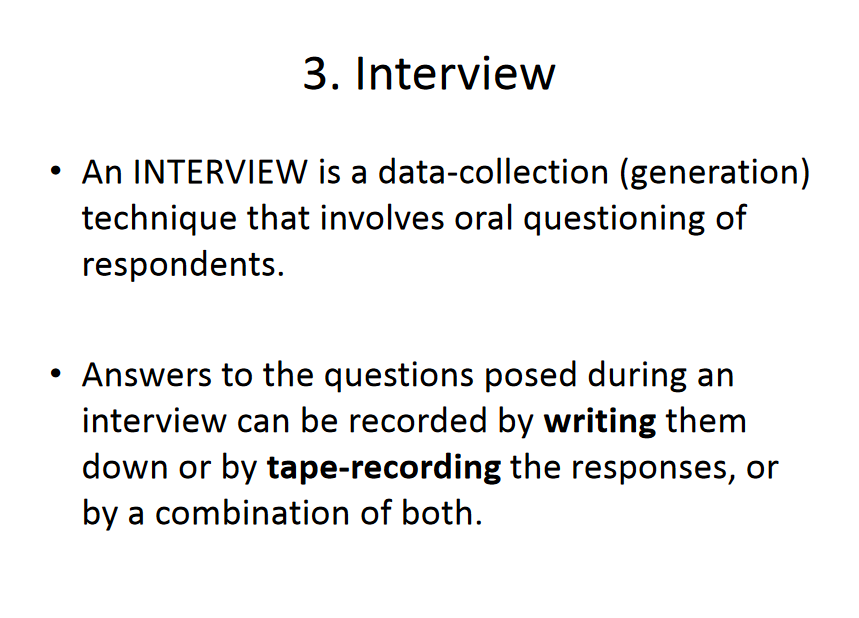 3. Interview
• An INTERVIEW is a data-collection (generation)
technique that involves oral questioning of
respondents.
• Answers to the questions posed during an
interview can be recorded by writing them
down or by tape-recording the responses, or
by a combination of both.